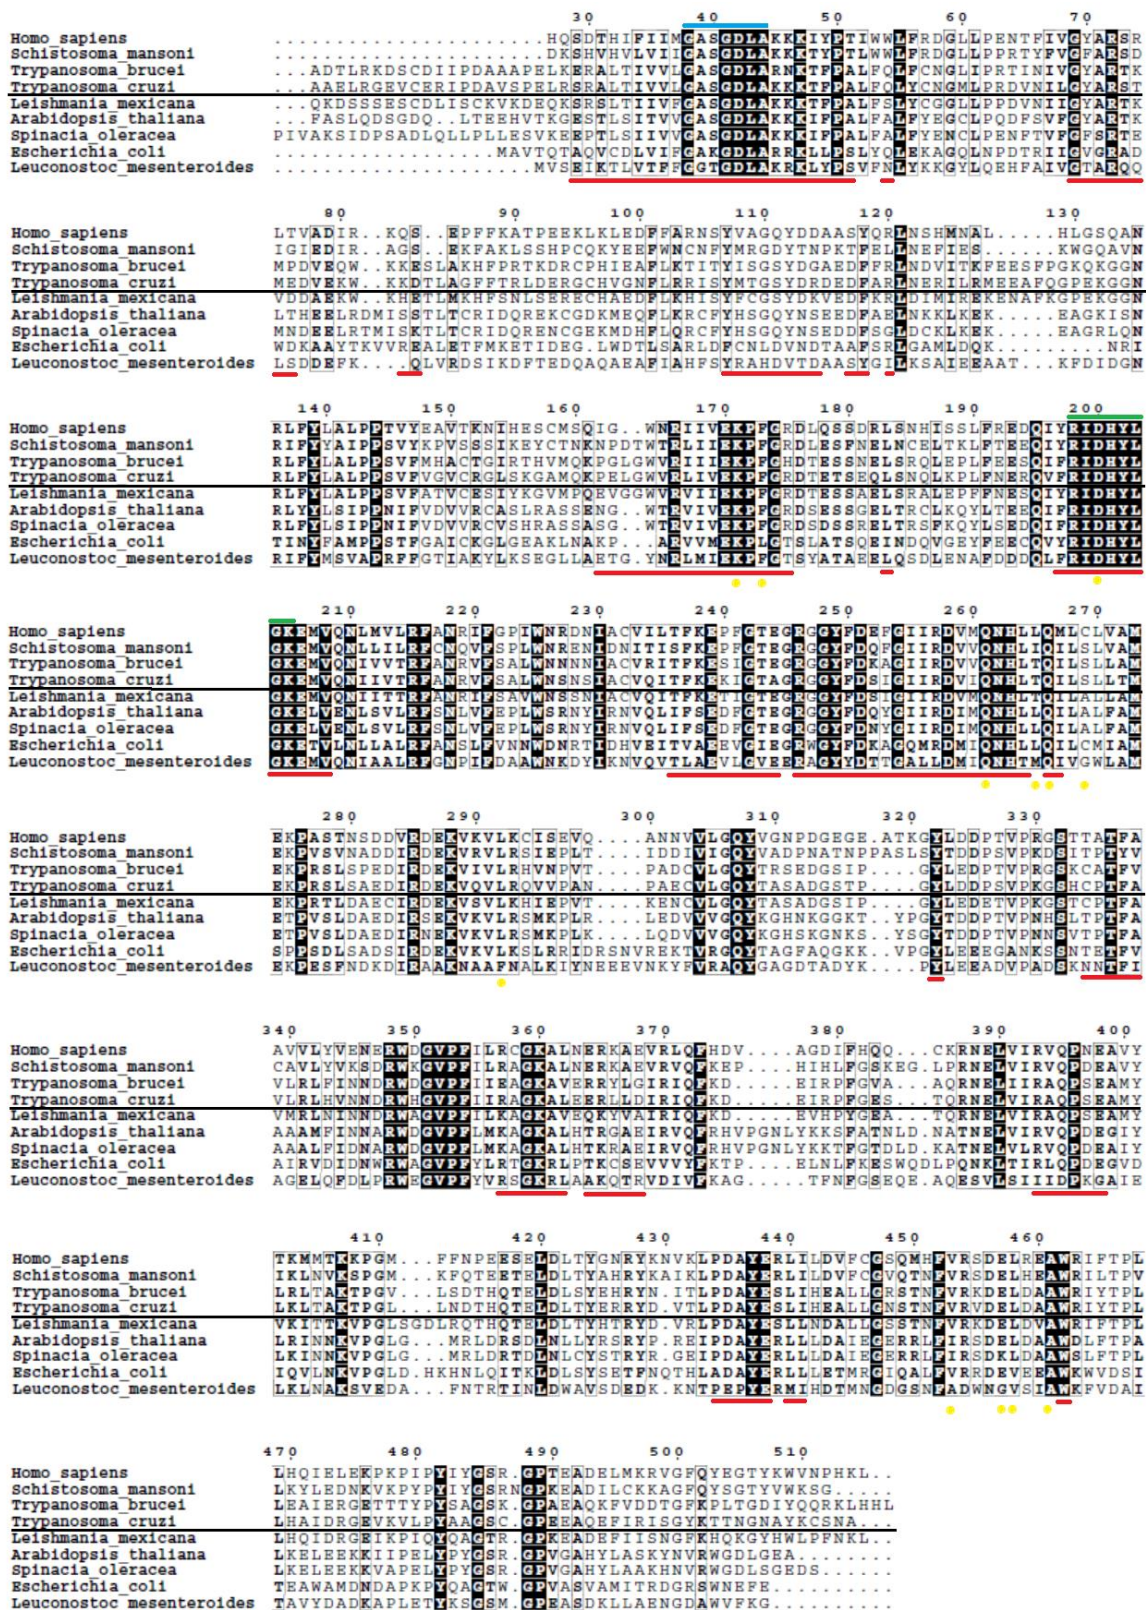 30 40 50 60 70
Homo_sapiens ......................HQSDTHIFIIMGASGDLAKKKIYPTIWWLFRDGLLPENTFIVGYARSR
Schistosoma_mansoni ......................DKSHVHVLVIIGASGDLAKKTYPTLWWLFRDGLLPPRTYFVGFARSD
Trypanosoma_brucei ...ADTLRKDSCDIIPDAAAPELKERALTIVVLGASGDLARNKTFPALFQLFCNGLIPRTINIVGYARTK
Trypanosoma_cruzi ...AAELRGEVCERIPDAVSPELRSRALTIVVLGASGDLAKKKTFPALFQLYCNGMLPRDVNILGYARST
Leishmania_mexicana ...QKDSSSESCDLISCKVKDEQKSRSLTIIVFGASGDLAKKKTFPALFSLYCGGLLPPDVNIIGYARTK
Arabidopsis_thaliana ....FASLQDSGDQ..LTEEHVTKGESTLSITVVGASGDLAKKKIFPALFALFYEGCLPQDFSVFGYARTK
Spinacia_oleracea PIVAKSIDPSADLQLLPLLESVKEEPTLSIIVVGASGDLAKKKIFPALFALFYENCLPENFTVFGFSRTE
Escherichia_coli ..................MAVTQTAQVCDLVIFGAKGDLARRKLLPSLYQLEKAGQLNPDTRIIGVGRAD
Leuconostoc_mesenteroides ...................MVSEIKTLVTFFGGTGDLAKRKLYPSVFNLYKKGYLQEHFAIVGTARQQ
80 90 100 110 120 130
Homo_sapiens LTVADIR..KQS..EPFFKATPEEKLKLEDFFARNSYVAGQYDDAASYQRLNSHMNAL....HLGSQAN
Schistosoma_mansoni IGIEDIR..AGS..EKFAKLSSHPCQKYEEFWNCNFYMRGDYTNPKTFELLNEFIES.....KWGQAVN
Trypanosoma_brucei MPDVEQW..KKESLAKHFPRTKDRCPHIEAFLKTITYISGSYDGAEDFFRLNDVITKFEESFPGKQKGGN
Trypanosoma_cruzi MEDVEKW..KKDTLAGFFTRLDERGCHVGNFLRRISYMTGSYDRDEDFARLNERILRMEEAFQGPEKGGN
Leishmania_mexicana VDDAEKW..KHETLMKHFSNLSERECHAEDFLKHISYFCGSYDKVEDFKRLDIMIREKENAFKGPEKGGN
Arabidopsis_thaliana LTHEELRDMISSTLTCRIDQREKCGDKMEQFLKRCFYHSGQYNSEEDFAELNKKLKEK....EAGKISN
Spinacia_oleracea MNDEELRTMISKTLTCRIDQRENCGEKMDHFLQRCFYHSGQYNSEDDFSGLDCKLKEK....EAGRLQN
Escherichia_coli WDKAAYTKVVREALETFMKETIDEG.LWDTLSARLDFCNLDVNDTAAFSRLGAMLDQK......NRI
Leuconostoc_mesenteroides LSDDEFK....QLVRDSIKDFTEDQAQAEAFIAHFSYRAHDVTDAASYGILKSAIEEAAT...KFDIDGN
140 150 160 170 180 190 200
Homo_sapiens RLFYLALPPTVYEAVTKNIHESCMSQIG..WNRIIVEKPFGRDLQSSDRLSNHISSLFREDQIYRIDHYL
Schistosoma_mansoni RIFYYAIPPSVYKPVSSSIKEYCTNKNPDTWTRLIIEKPFGRDLESFNELNCELTKLFTEEQIYRIDHYL
Trypanosoma_brucei RLFYLALPPSVFMHACTGIRTHVMQKPGLGWVRIIIEKPFGHDTESSNELSRQLEPLFEESQIFRIDHYL
Trypanosoma_cruzi RLFYLALPPSVFVGVCRGLSKGAMQKPELGWVRLIVEKPFGRDTETSEQLSNQLKPLFNERQVFRIDHYL
Leishmania_mexicana RLFYLALPPSVFATVCESIYKGVMPQEVGGWVRVIIEKPFGRDTESSAELSRALEPFFNESQIYRIDHYL
Arabidopsis_thaliana RLYYLSIPPNIFVDVVRCASLRASSENG..WTRVIVEKPFGRDSESSGELTRCLKQYLTEEQIFRIDHYL
Spinacia_oleracea RLFYLSIPPNIFVDVVRCVSHRASSASG..WTRVIVEKPFGRDSDSSRELTRSFKQYLSEDQIFRIDHYL
Escherichia_coli TINYFAMPPSTFGAICKGLGEAKLNAKP...ARVVMEKPLGTSLATSQEINDQVGEYFEECQVYRIDHYL
Leuconostoc_mesenteroides RIFYMSVAPRFFGTIAKYLKSEGLLAETG.YNRLMIEKPFGTSYATAEELQSDLENAFDDDQLFRIDHYL
210 220 230 240 250 260 270
Homo_sapiens GKEMVQNLMVLRFANRIFGPIWNRDNIACVILTFKEPFGTEGRGGYFDEFGIIRDVMQNHLLQMLCLVAM
Schistosoma_mansoni GKEMVQNLLILRFCNQVFSPLWNRENIDNITISFKEPFGTEGRGGYFDQFGIIRDVVQNHLIQILSLVAM
Trypanosoma_brucei GKEMVQNIVVTRFANRVFSALWNNNNIACVRITFKESIGTEGRGGYFDKAGIIRDVVQNHLTQILSLVAM
Trypanosoma_cruzi GKEMVQNIIVTRFANRVFSALWNSNSIACVQITFKEKIGTAGRGGYFDSIGIIRDVIQNHLTQILSLLTM
Leishmania_mexicana GKEMVQNIITTRFANRIFSAVWNSSNIACVQITFKETIGTEGRGGYFDSIGIIRDVMQNHLTQILALLAM
Arabidopsis_thaliana GKELVENLSVLRFSNLVFEPLWSRNYIRNVQLIFSEDFGTEGRGGYFDQYGIIRDIMQNHLLQILALFAM
Spinacia_oleracea GKELVENLSVLRFSNLVFEPLWSRNYIRNVQLIFSEDFGTEGRGGYFDNYGIIRDIMQNHLLQILALFAM
Escherichia_coli GKETVLNLLALRFANSLFVNNWDNRTIDHVEITVAEEVGIEGRWGYFDKAGQMRDMIQNHLLQILCMIAM
Leuconostoc_mesenteroides GKEMVQNIAALRFGNPIFDAAWNKDYIKNVQVTLAEVLGVEERAGYYDTTGALLDMIQNHTMQIVGWLAM
280 290 300 310 320 330
Homo_sapiens EKPASTNSDDVRDEKVKVLKCISEVQ....ANNVVLGQYVGNPDGEGE.ATKGYLDDPTVPRGSTTATFA
Schistosoma_mansoni EKPVSVNADDIRDEKVRVLRSIEPLT....IDDIVIGQYVADPNATNPPASLSYTDDPSVPKDSITPTYV
Trypanosoma_brucei EKPRSLSPEDIRDEKVIVLRHVNPVT....PADCVLGQYTRSEDGSIP....GYLEDPTVPRGSKCATFV
Trypanosoma_cruzi EKPRSLSAEDIRDEKVQVLRQVVPAN....PAECVLGQYTASADGSTP....GYLDDPSVPKGSHCPTFA
Leishmania_mexicana EKPRTLDAECIRDEKVSVLKHIEPVT....KENCVLGQYTASADGSIP....GYLEDETVPKGSTCPTFA
Arabidopsis_thaliana ETPVSLDAEDIRSEKVKVLRSMKPLR....LEDVVVGQYKGHNKGGKT..YPGYTDDPTVPNHSLTPTFA
Spinacia_oleracea ETPVSLDAEDIRNEKVKVLRSMKPLK....LQDVVVGQYKGHSKGNKS..YSGYTDDPTVPNNSVTPTFA
Escherichia_coli SPPSDLSADSIRDEKVKVLKSLRRIDRSNVREKTVRGQYTAGFAQGKK..VPGYLEEEGANKSSNTETFV
Leuconostoc_mesenteroides EKPESFNDKDIRAAKNAAFNALKIYNEEEVNKYFVRAQYGAGDTADYK....PYLEEADVPADSKNNTFI
340 350 360 370 380 390 400
Homo_sapiens AVVLYVENERWDGVPFILRCGKALNERKAEVRLQFHDV....AGDIFHQQ...CKRNELVIRVQPNEAVY
Schistosoma_mansoni CAVLYVKSDRWKGVPFILRAGKALNERKAEVRVQFKEP....HIHLFGSKEG.LPRNELVIRVQPDEAVY
Trypanosoma_brucei VLRLFINNDRWDGVPFIIEAGKAVERRYLGIRIQFKD.....EIRPFGVA...AQRNELIIRAQPSEAMY
Trypanosoma_cruzi VLRLHVNNDRWHGVPFIIRAGKALEERLLDIRIQFKD.....EIRPFGES...TQRNELVIRAQPSEAMY
Leishmania_mexicana VMRLNINNDRWDGVPFILKAGKAVEQKYVAIRIQFKD.....EVHPYGEA...TQRNELVIRAQPSEAMY
Arabidopsis_thaliana AAAMFINNARWDGVPFLMKAGKALHTRGAEIRVQFRHVPGNLYKKSFATNLD.NATNELVIRVQPDEGIY
Spinacia_oleracea AAALFIDNARWDGVPFLMKAGKALHTKRAEIRVQFRHVPGNLYKKTFGTDLD.KATNELVLRVQPDEAIY
Escherichia_coli AIRVDIDNWRWAGVPFYLRTGKRLPTKCSEVVVYFKTP....ELNLFKESWQDLPQNKLTIRLQPDEGVD
Leuconostoc_mesenteroides AGELQFDLPRWEGVPFYVRSGKRLAAKQTRVDIVFKAG....TFNFGSEQE.AQESVLSIIIDPKGAIE
410 420 430 440 450 460
Homo_sapiens TKMMTKKPGM...FFNPEESELDLTYGNRYKNVKLPDAYERLILDVFCGSQMHFVRSDELREAWRIFTPL
Schistosoma_mansoni IKLNVKSPGM...KFQTEETELDLTYAHRYKAIKLPDAYERLILDVFCGVQTNFVRSDELHEAWRILTPV
Trypanosoma_brucei LRLTAKTPGV....LSDTHQTELDLSYEHRYN.ITLPDAYESLIHEALLGRSTNFVRVDELDAAWRIYTPL
Trypanosoma_cruzi LKLTAKTPGL....LNDTHQTELDLTYERRYD.VTLPDAYESLIHEALLGNSTNFVRKDELDAAWRIYTPL
Leishmania_mexicana VKITTKVPGLSGDLRQTHQTELDLTYHTRYD.VRLPDAYESLLNDALLGSSTNFVRKDELDVAWRIYTPL
Arabidopsis_thaliana LRINNKVPGLG...MRLDRSDLNLLYRSRYP.REIPDAYERLLLDAIEGERRLFIRSDELDAAWDLFTPA
Spinacia_oleracea LKINNKVPGLG...MRLDRTDLNLCYSTRYR.GEIPDAYERLLLDAIEGERRLFIRSDKLDAAWSLFTPL
Escherichia_coli IQVLNKVPGLD.HKHNLQITKLDLSYSETFNQTHLADAYERLLLETMRGIQALFVRRDEVEEAWKWVDSI
Leuconostoc_mesenteroides LKLNAKSVEDA...FNTRTINLDWAVSDEDK.KNTPEPYERMIHDTMNGDGSNFADWNGVSIAWKFVDAI
470 480 490 500 510
Homo_sapiens LHQIELEKPKPIPYIYGSR.GPTEADELMKRVGFQYEGTYKWVNPHKL..
Schistosoma_mansoni LKYLEDNKVKPYPYIYGSRNGPKEADILCKKAGFQYSGTYVWKSG.....
Trypanosoma_brucei LEAIERGETTTYPYSAGSK.GPAEAQKFVDDTGFKPLTGDIYQQRKLHHL
Trypanosoma_cruzi LHAIDRGEVKVLPYAAGSC.GPEEAQEFIRISGYKTTNGNAYKCSNA...
Leishmania_mexicana LHQIDRGEIKPIQYQAGTR.GPKEADEFIISNGFKHQKGYHWLPFNKL..
Arabidopsis_thaliana LKELEEKKIIPELYPYGSR.GPVGAHYLASKYNVRWGDLGEA........
Spinacia_oleracea LKELEEKKVAPELYPYGSR.GPVGAHYLAAKHNVRWGDLSGEDS......
Escherichia_coli TEAWAMDNDAPKPYQAGTW.GPVASVAMITRDGRSWNEFE..........
Leuconostoc_mesenteroides TAVYDADKAPLETYKSGSM.GPEASDKLLAENGDAWVFKG..........